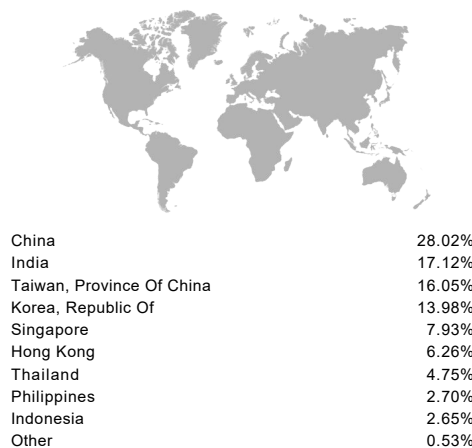 China 28.02%
India 17.12%
Taiwan, Province Of China 16.05%
Korea, Republic Of 13.98%
Singapore 7.93%
Hong Kong 6.26%
Thailand 4.75%
Philippines 2.70%
Indonesia 2.65%
Other 0.53%